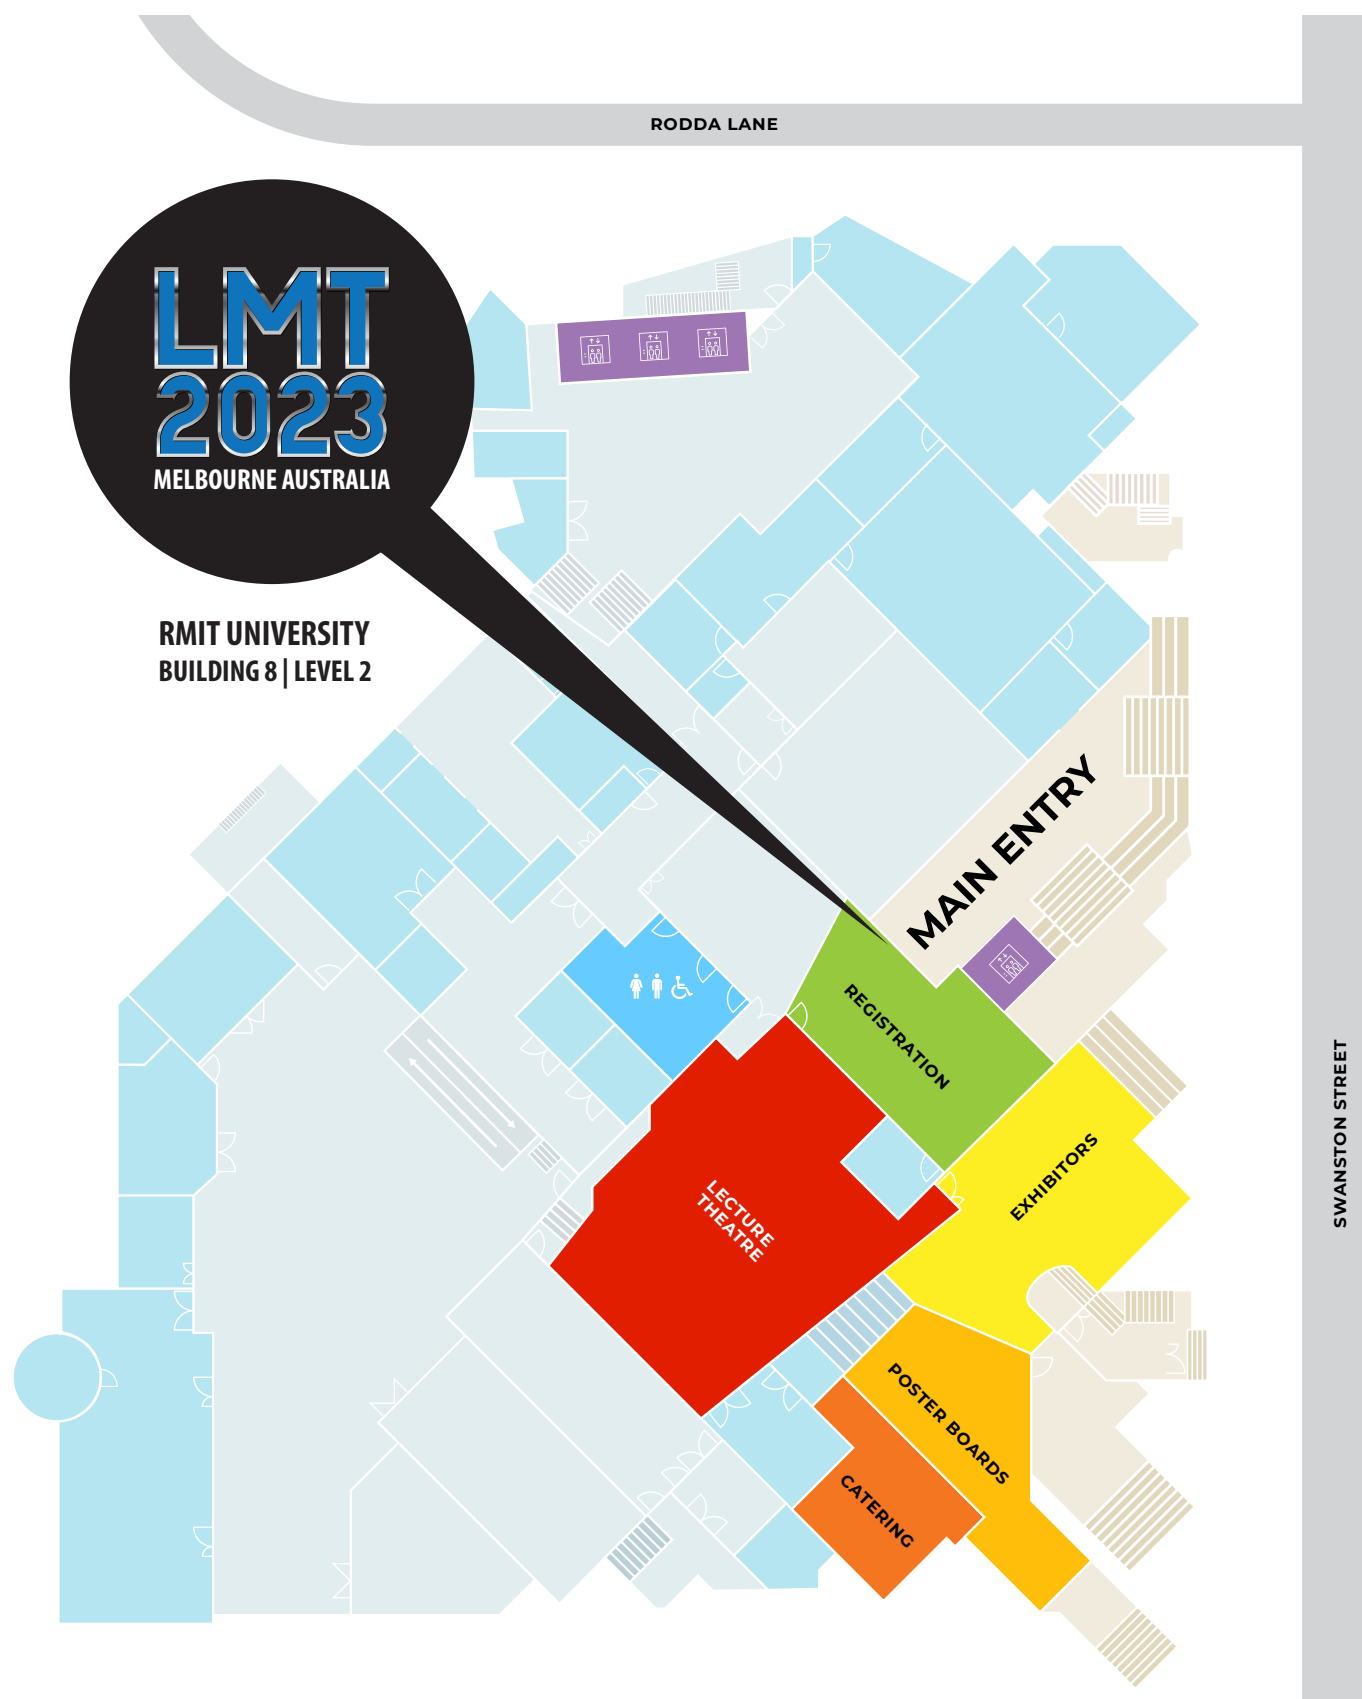 RODDA LANE
LMT
2023
MELBOURNE AUSTRALIA
RMIT UNIVERSITY
BUILDING 8 | LEVEL 2
MAIN ENTRY
REGISTRATION
EXHIBITORS
SWANSTON STREET
LECTURE
THEATRE
POSTER BOARDS
CATERING